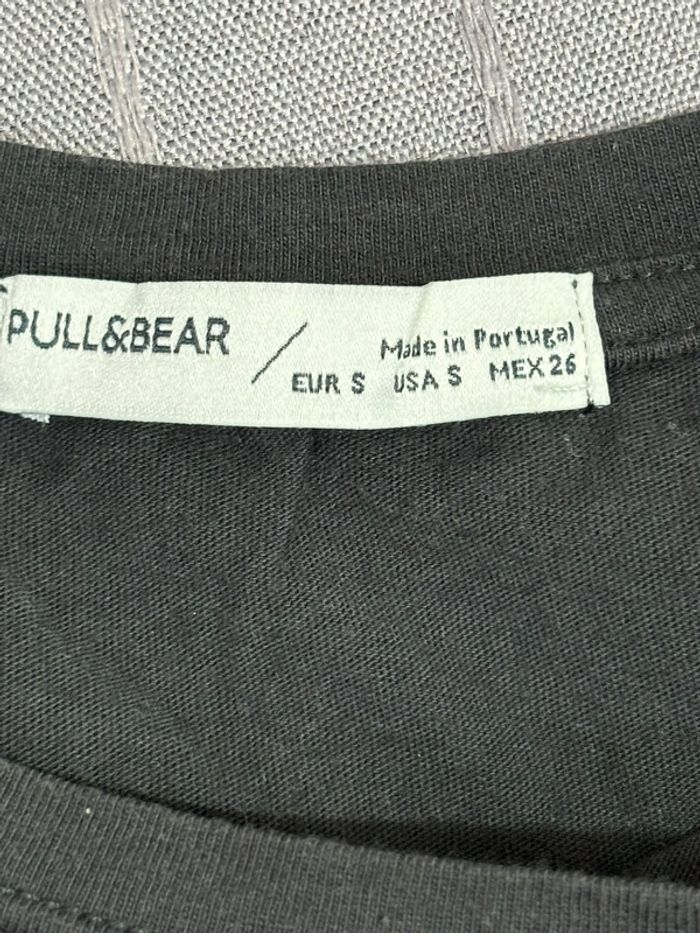 PULL&BEAR /
Made in Portugal
EUR S USA S MEX 26